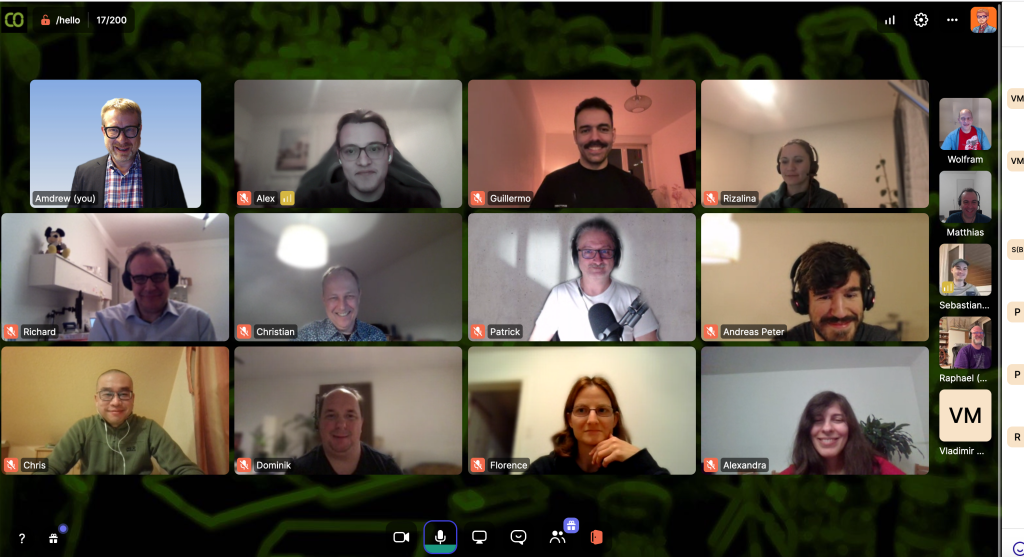 CO
/hello
17/200
Amdrew (you)
Alex
Guillermo
Rizalina
Wolfram
Matthias
Richard
Christian
Patrick
Andreas Peter
Sebastian...
Raphael (...
Chris
Dominik
Florence
Alexandra
VM
Vladimir ...
?
VM
VM
S(B
P
P
R